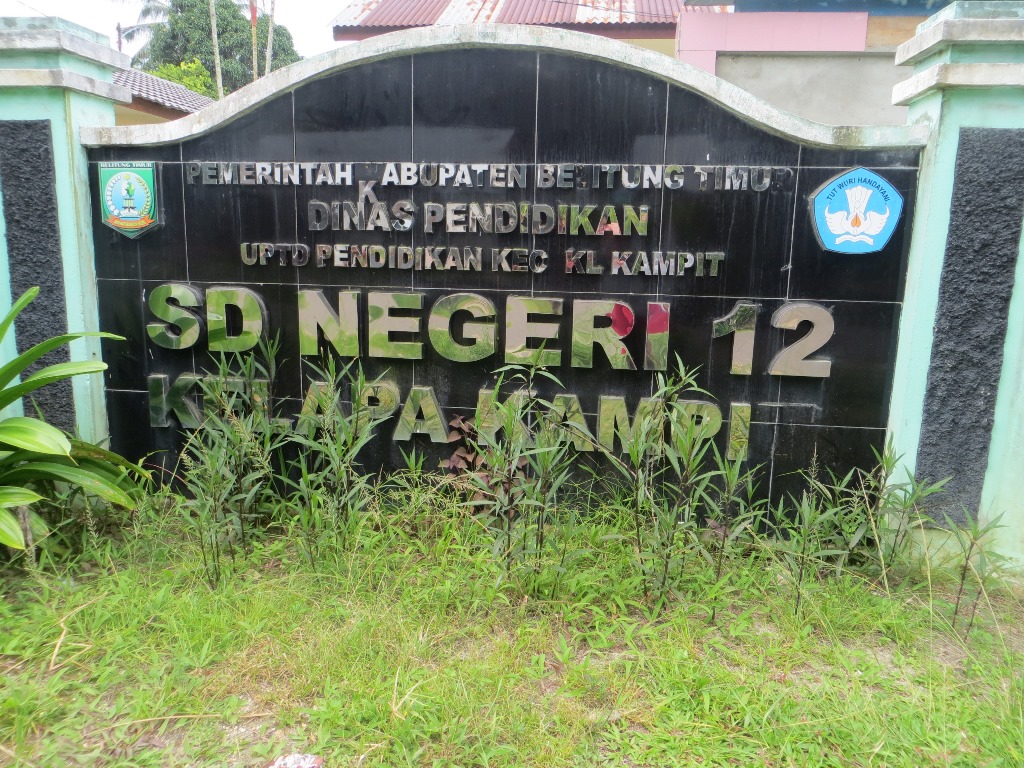 PEMERINTAH KABUPATEN BELITUNG TIMUR
DINAS PENDIDIKAN
UPTD PENDIDIKAN KEC KL KAMPIT
SD NEGERI 12
KELAPA KAMPI
BELITUNG TIMUR
TUT WURI HANDAYANI